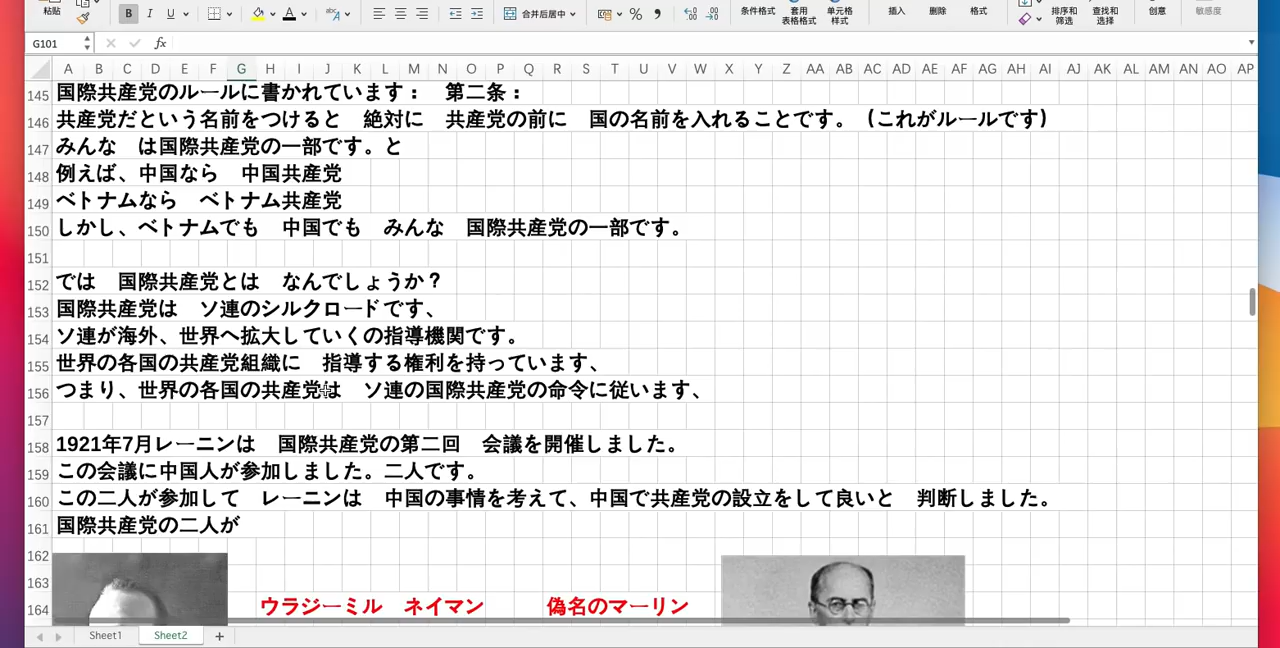 粘贴
B I U A
合并后居中
%
条件格式
套用
表格格式
单元格
样式
插入
删除
格式
排序和
筛选
查找和
选择
创意
敏感度
G101
fx
A B C D E F G H I J K L M N O P Q R S T U V W X Y Z AA AB AC AD AE AF AG AH AI AJ AK AL AM AN AO AP
145 国際共産党のルールに書かれています：　第二条：
146 共産党だという名前をつけると　絶対に　共産党の前に　国の名前を入れることです。（これがルールです）
147 みんな　は国際共産党の一部です。と
148 例えば、中国なら　中国共産党
149 ベトナムなら　ベトナム共産党
150 しかし、ベトナムでも　中国でも　みんな　国際共産党の一部です。
151
152 では　国際共産党とは　なんでしょうか？
153 国際共産党は　ソ連のシルクロードです、
154 ソ連が海外、世界へ拡大していくの指導機関です。
155 世界の各国の共産党組織に　指導する権利を持っています、
156 つまり、世界の各国の共産党は　ソ連の国際共産党の命令に従います、
157
158 1921年7月レーニンは　国際共産党の第二回　会議を開催しました。
159 この会議に中国人が参加しました。二人です。
160 この二人が参加して　レーニンは　中国の事情を考えて、中国で共産党の設立をして良いと　判断しました。
161 国際共産党の二人が
162
163
164 ウラジーミル　ネイマン　　　偽名のマーリン
Sheet1 Sheet2 +